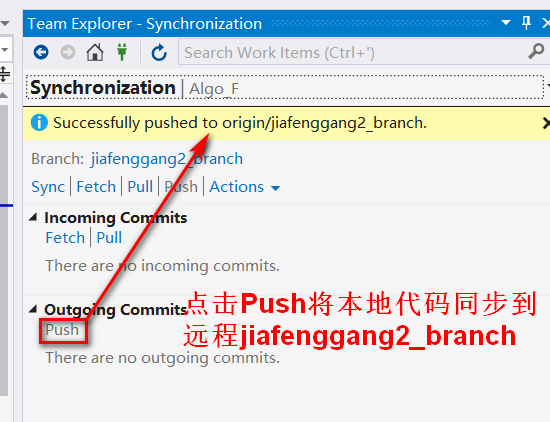 Team Explorer - Synchronization
Search Work Items (Ctrl+')
Synchronization | Algo_F
Successfully pushed to origin/jiafenggang2_branch.
Branch: jiafenggang2_branch
Sync | Fetch | Pull | Push | Actions
Incoming Commits
Fetch | Pull
There are no incoming commits.
Outgoing Commits
Push
There are no outgoing commits.
点击Push将本地代码同步到
远程jiafenggang2_branch